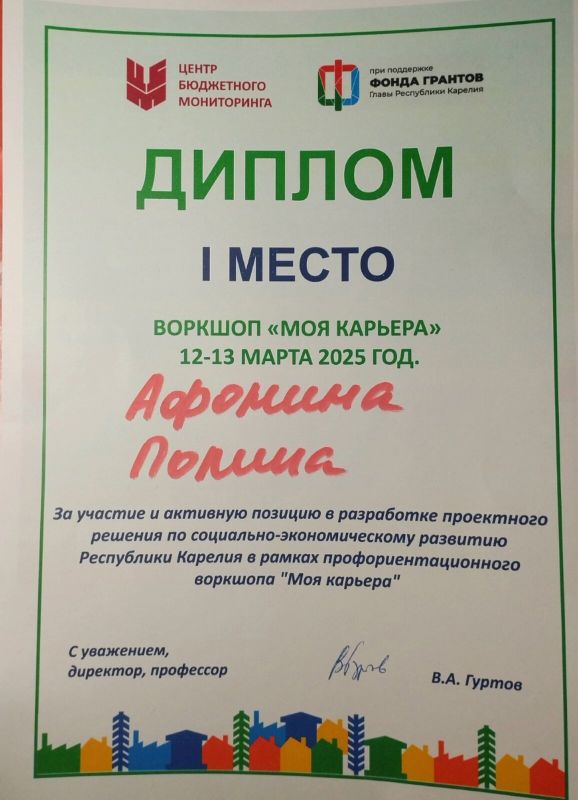 ЦЕНТР
БЮДЖЕТНОГО
МОНИТОРИНГА
при поддержке
ФОНДА ГРАНТОВ
Главы Республики Карелия
ДИПЛОМ
I МЕСТО
ВОРКШОП «МОЯ КАРЬЕРА»
12-13 МАРТА 2025 ГОД.
Афонина
Полина
За участие и активную позицию в разработке проектного
решения по социально-экономическому развитию
Республики Карелия в рамках профориентационного
воркшопа "Моя карьера"
С уважением,
директор, профессор
В.А. Гуртов